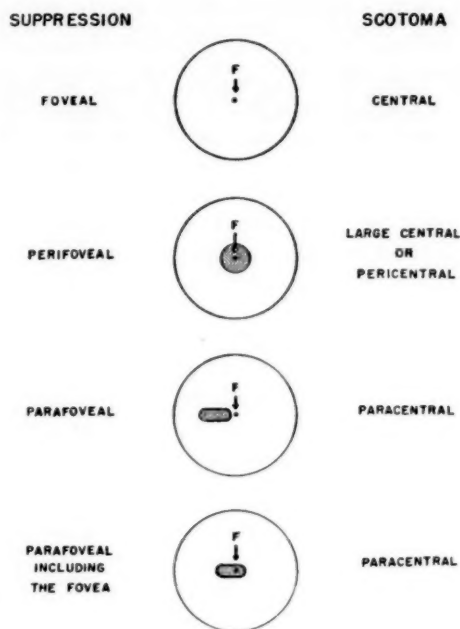 SUPPRESSION
SCOTOMA
F
FOVEAL
CENTRAL
F
PERIFOVEAL
LARGE CENTRAL
OR
PERICENTRAL
F
PARAFOVEAL
PARACENTRAL
F
PARAFOVEAL
INCLUDING
THE FOVEA
PARACENTRAL